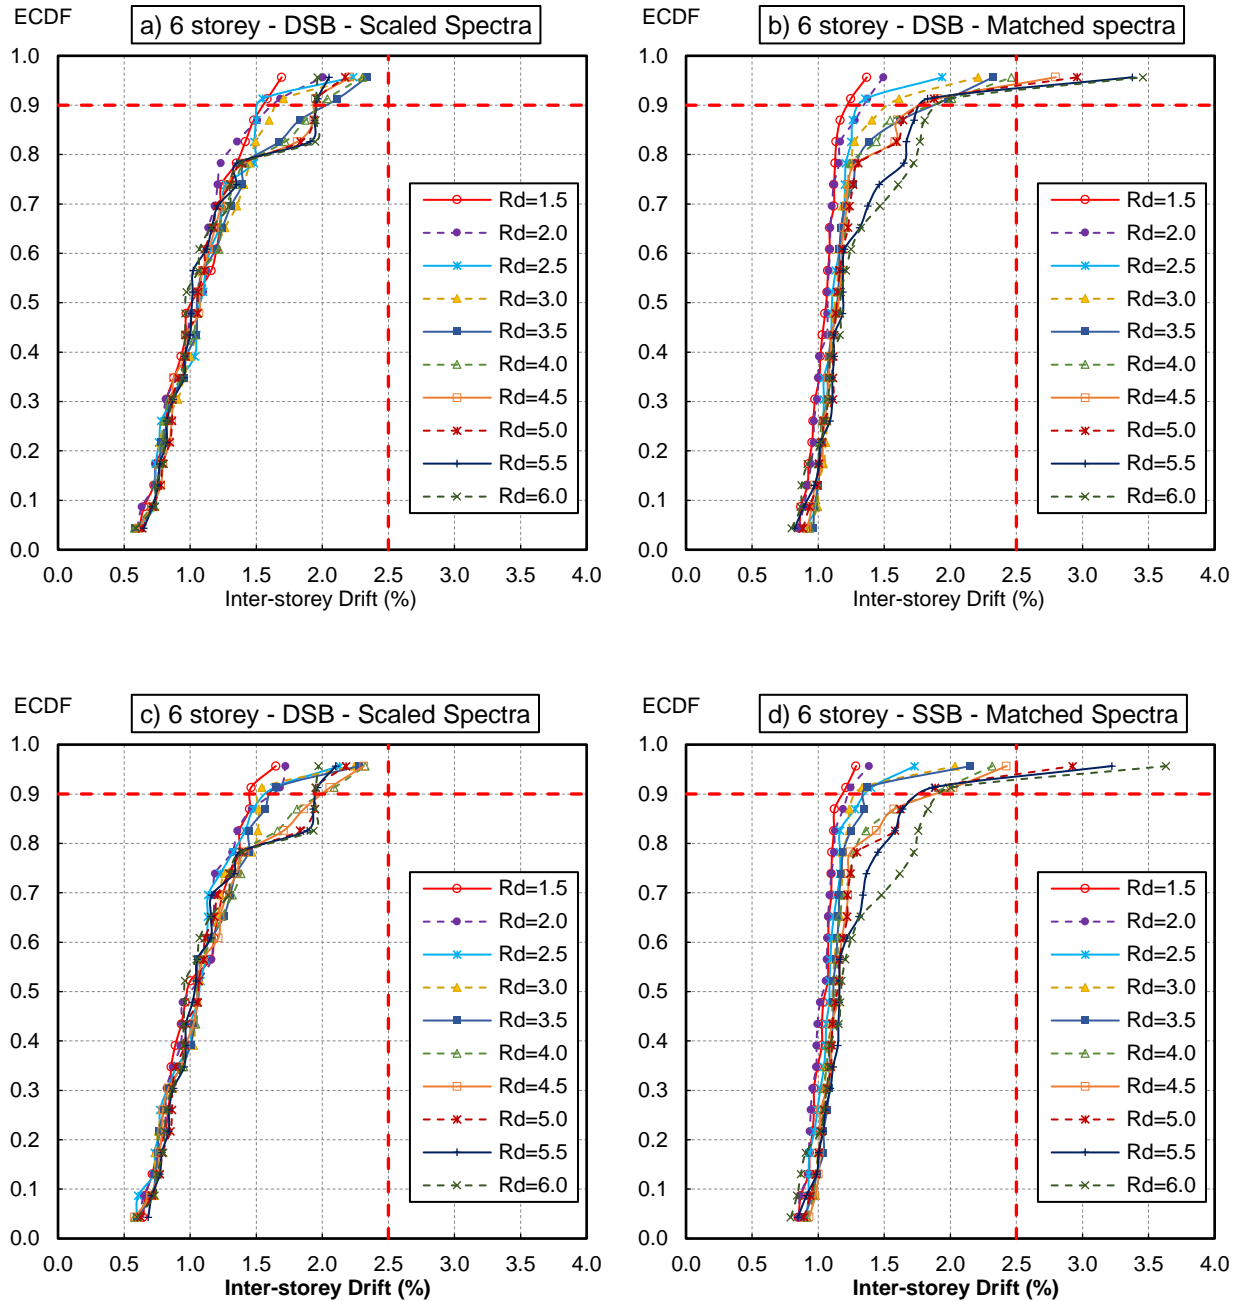 ECDF
a) 6 storey - DSB - Scaled Spectra
1.0
0.9
0.8
0.7
0.6
0.5
0.4
0.3
0.2
0.1
0.0
0.0 0.5 1.0 1.5 2.0 2.5 3.0 3.5 4.0
Inter-storey Drift (%)
Rd=1.5
Rd=2.0
Rd=2.5
Rd=3.0
Rd=3.5
Rd=4.0
Rd=4.5
Rd=5.0
Rd=5.5
Rd=6.0
ECDF
b) 6 storey - DSB - Matched spectra
1.0
0.9
0.8
0.7
0.6
0.5
0.4
0.3
0.2
0.1
0.0
0.0 0.5 1.0 1.5 2.0 2.5 3.0 3.5 4.0
Inter-storey Drift (%)
Rd=1.5
Rd=2.0
Rd=2.5
Rd=3.0
Rd=3.5
Rd=4.0
Rd=4.5
Rd=5.0
Rd=5.5
Rd=6.0
ECDF
c) 6 storey - DSB - Scaled Spectra
1.0
0.9
0.8
0.7
0.6
0.5
0.4
0.3
0.2
0.1
0.0
0.0 0.5 1.0 1.5 2.0 2.5 3.0 3.5 4.0
Inter-storey Drift (%)
Rd=1.5
Rd=2.0
Rd=2.5
Rd=3.0
Rd=3.5
Rd=4.0
Rd=4.5
Rd=5.0
Rd=5.5
Rd=6.0
ECDF
d) 6 storey - SSB - Matched Spectra
1.0
0.9
0.8
0.7
0.6
0.5
0.4
0.3
0.2
0.1
0.0
0.0 0.5 1.0 1.5 2.0 2.5 3.0 3.5 4.0
Inter-storey Drift (%)
Rd=1.5
Rd=2.0
Rd=2.5
Rd=3.0
Rd=3.5
Rd=4.0
Rd=4.5
Rd=5.0
Rd=5.5
Rd=6.0